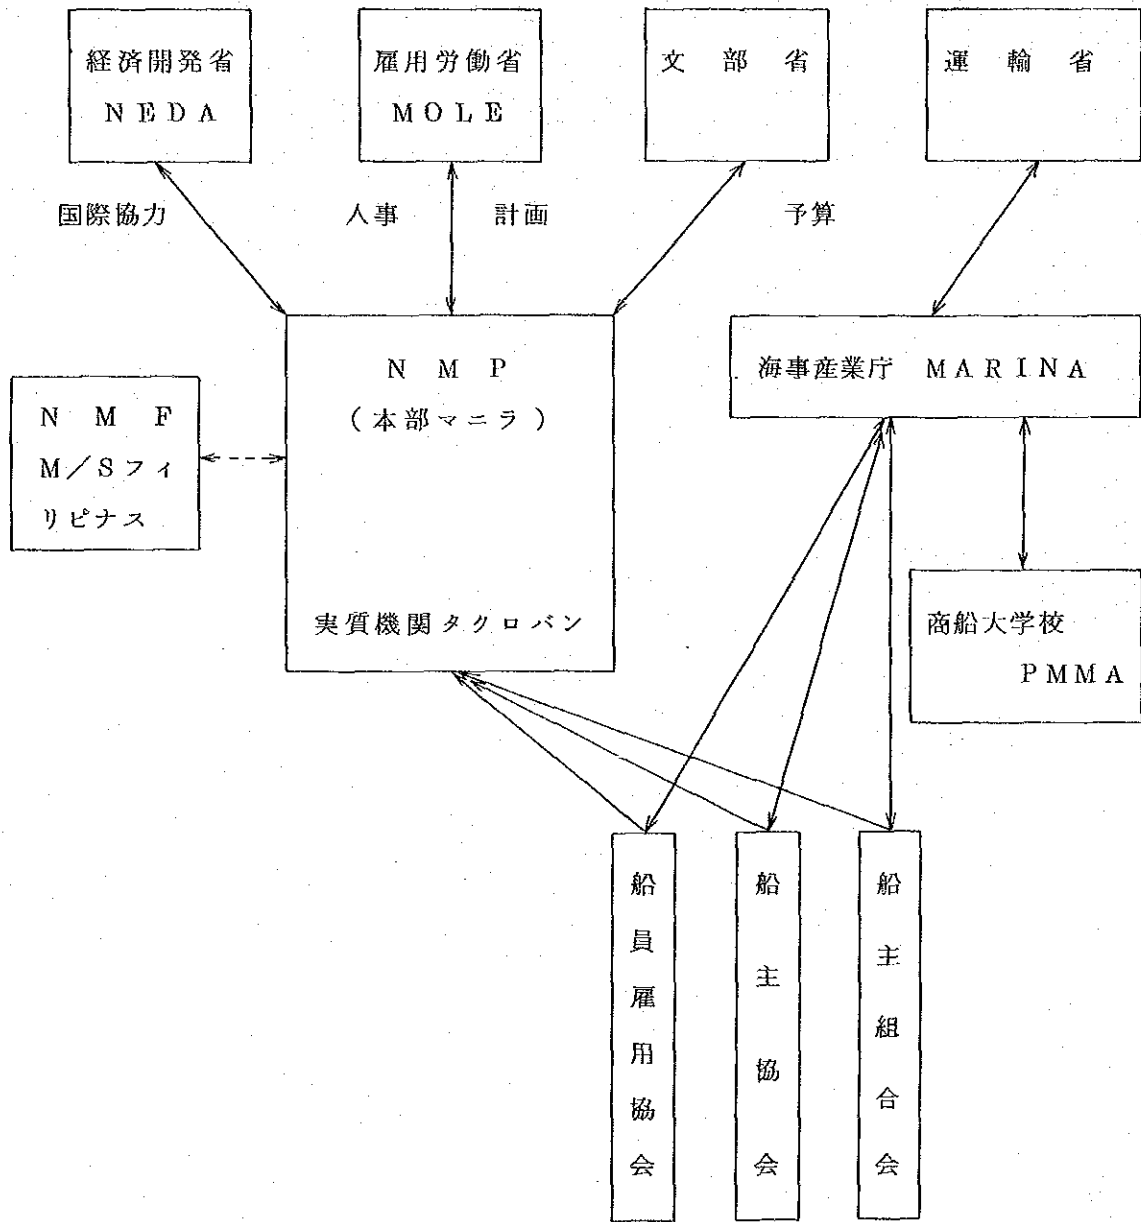 経済開発省
NEDA
雇用労働省
MOLE
文部省
運輸省
国際協力
人事
計画
予算
NMP
(本部マニラ)
実質機関タクロバン
NMF
M/Sフィ
リピナス
海事産業庁 MARINA
商船大学校
PMMA
船員雇用協会
船主協会
船主組合会